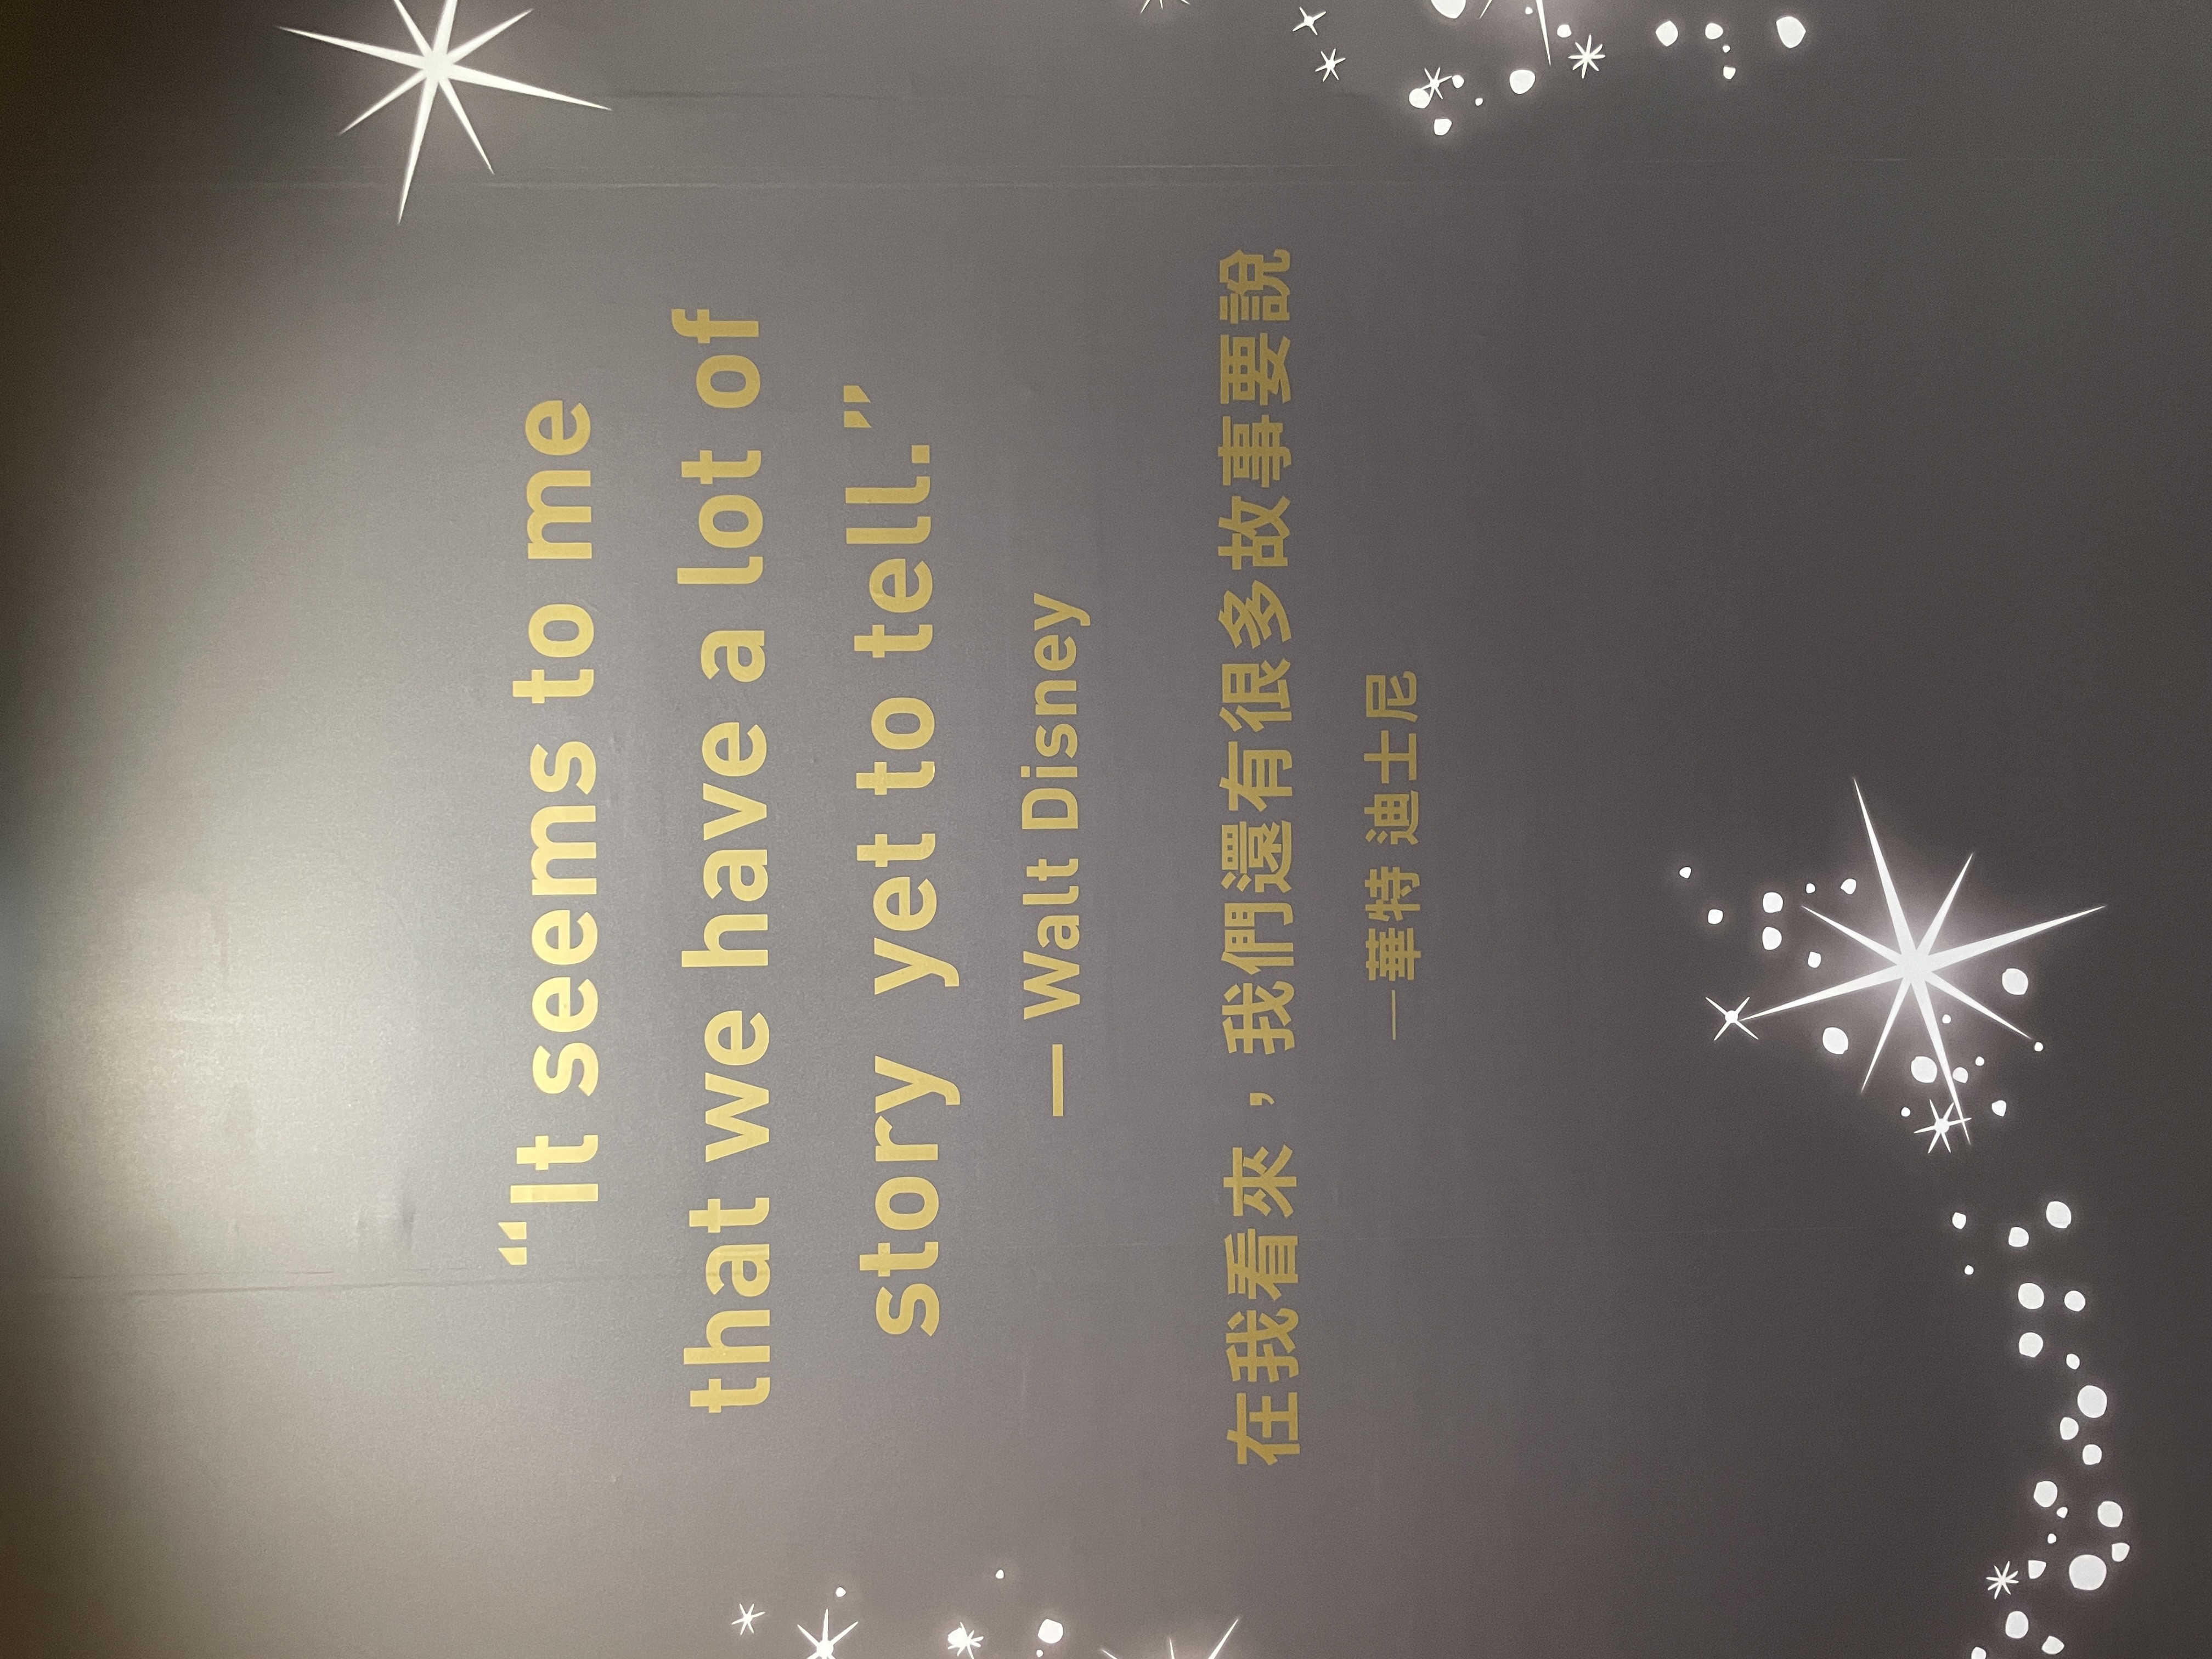 “It seems to me
that we have a lot of
story  yet to tell.”
— Walt Disney
在我看來，我們還有很多故事要說
—華特 迪士尼